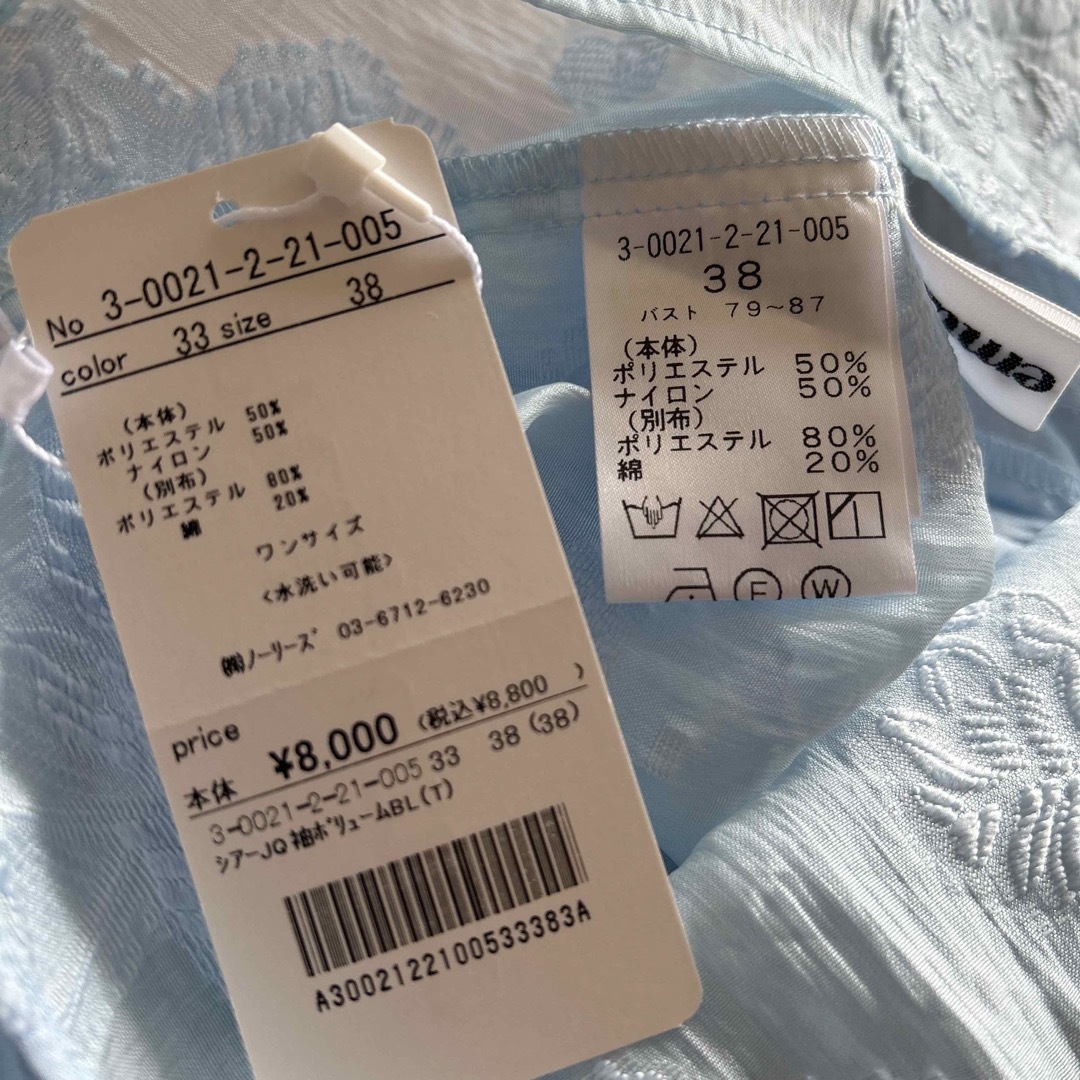 No 3-0021-2-21-005
color 33 size 38
(本体)
ポリエステル 50%
ナイロン 50%
(別布)
ポリエステル 80%
綿 20%
ワンサイズ
<水洗い可能>
㈱ノーリーズ 03-6712-6230
price
本体 ¥8,000 (税込¥8,800 )
3-0021-2-21-005 33 38 (38)
シアーJQ袖ボリュームBL(T)
A3002122100533383A
3-0021-2-21-005
38
バスト 79~87
(本体)
ポリエステル 50%
ナイロン 50%
(別布)
ポリエステル 80%
綿 20%
F W